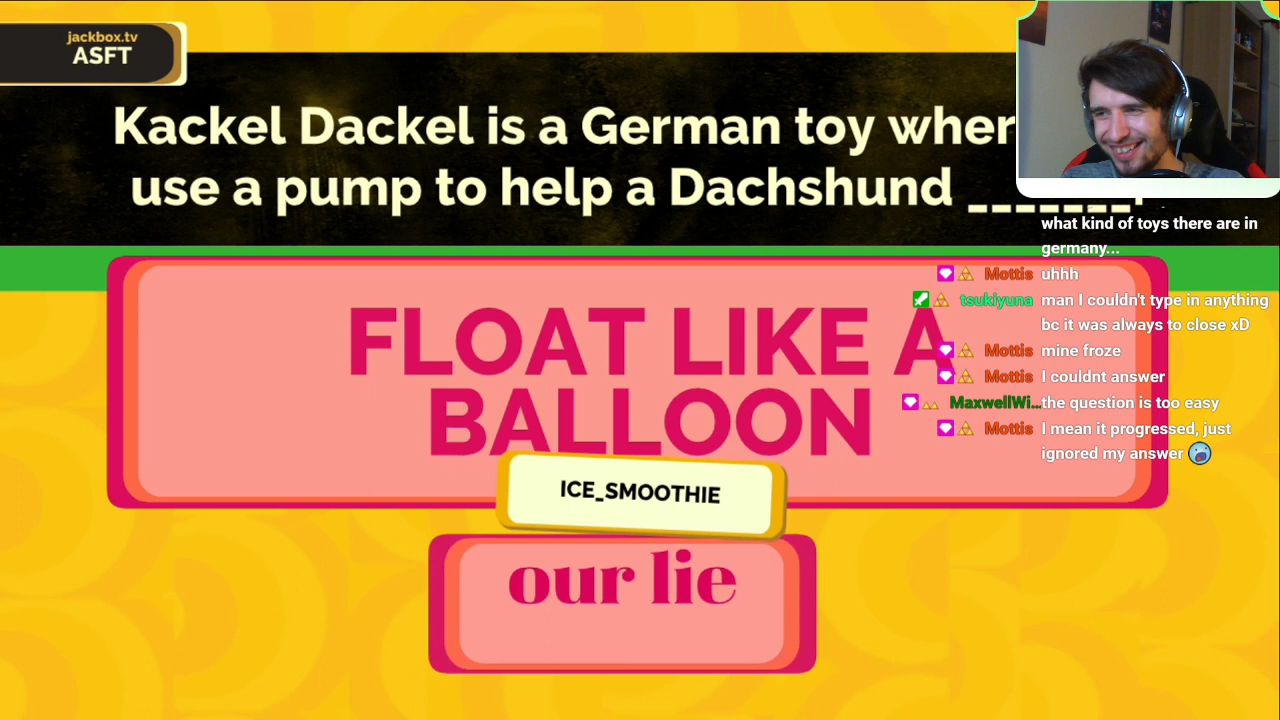 jackbox.tv
ASFT
Kackel Dackel is a German toy wher
use a pump to help a Dachshund _______.
FLOAT LIKE A
BALLOON
ICE_SMOOTHIE
our lie
what kind of toys there are in
germany...
Mottis uhhh
tsukiyuna man I couldn't type in anything
bc it was always to close xD
Mottis mine froze
Mottis I couldnt answer
MaxwellWi... the question is too easy
Mottis I mean it progressed, just
ignored my answer